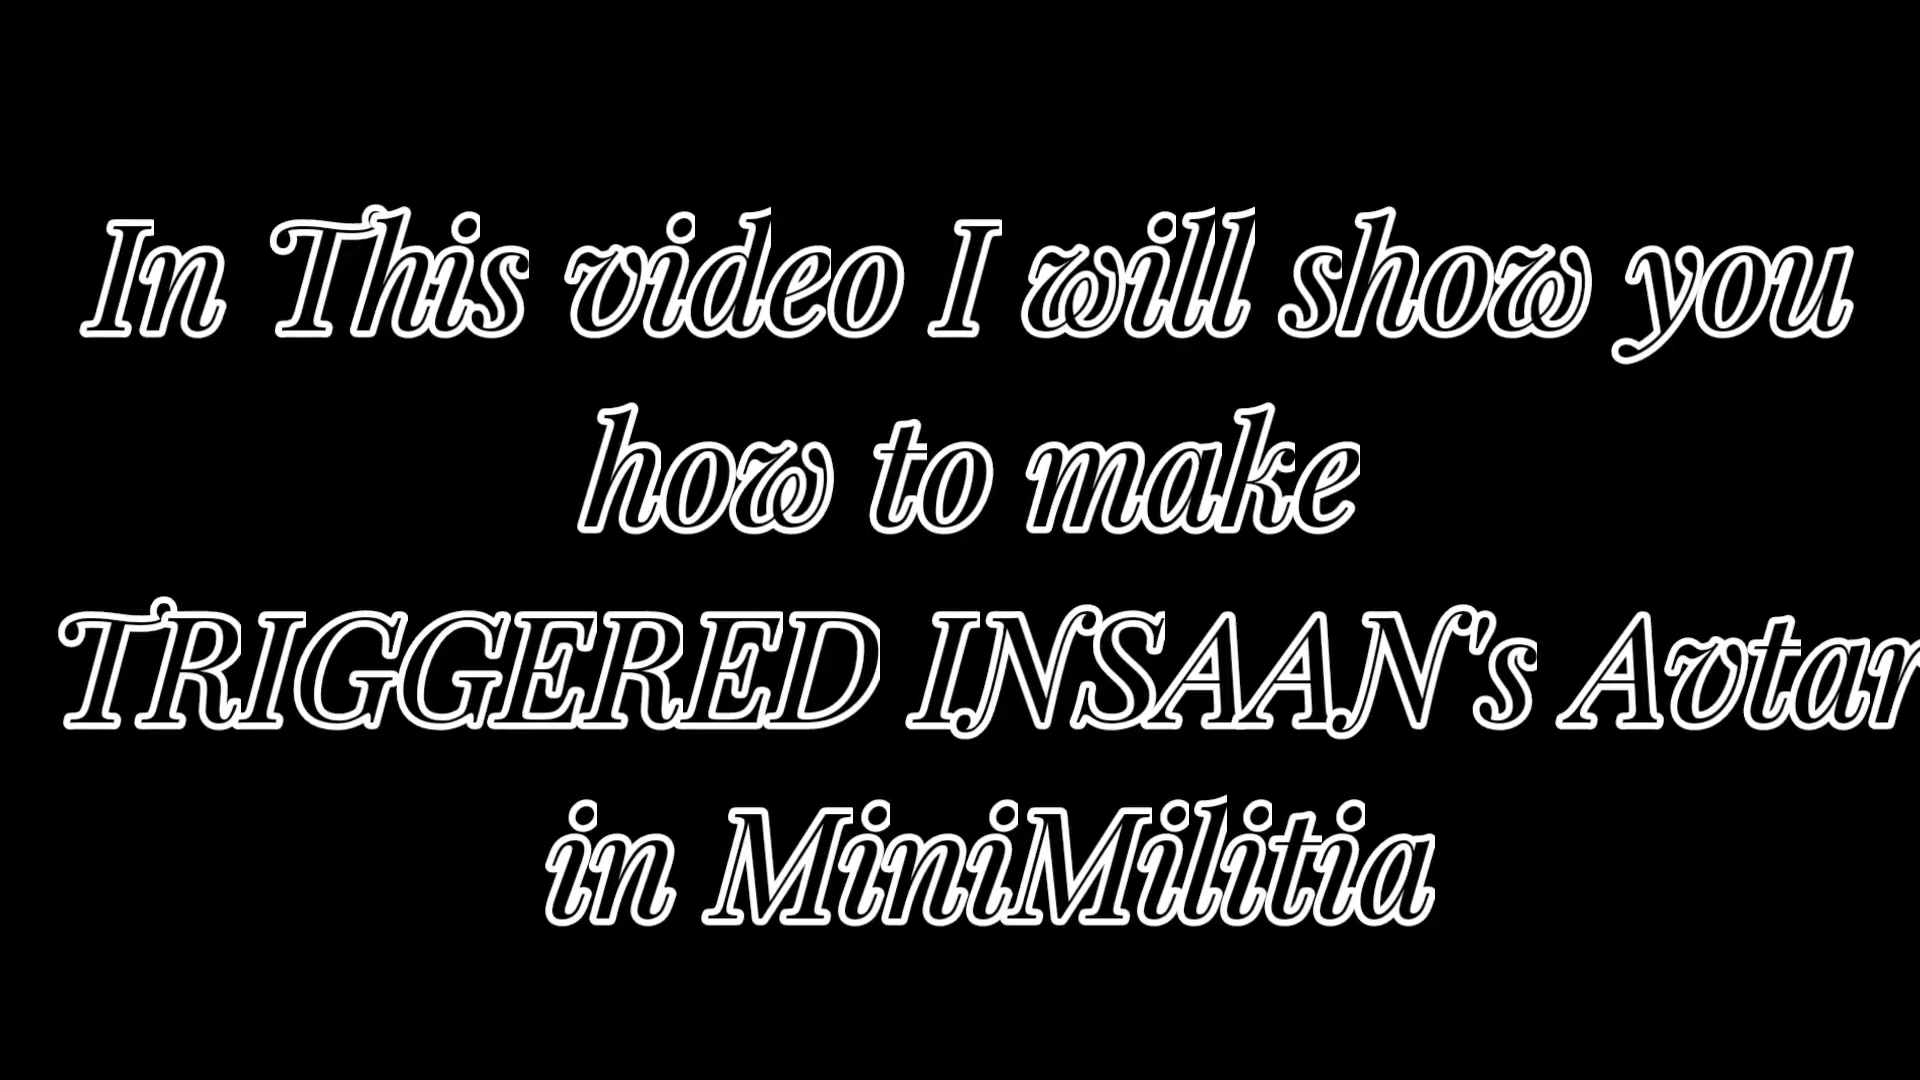 In This video I will show you
how to make
TRIGGERED INSAAN's Avtar
in MiniMilitia